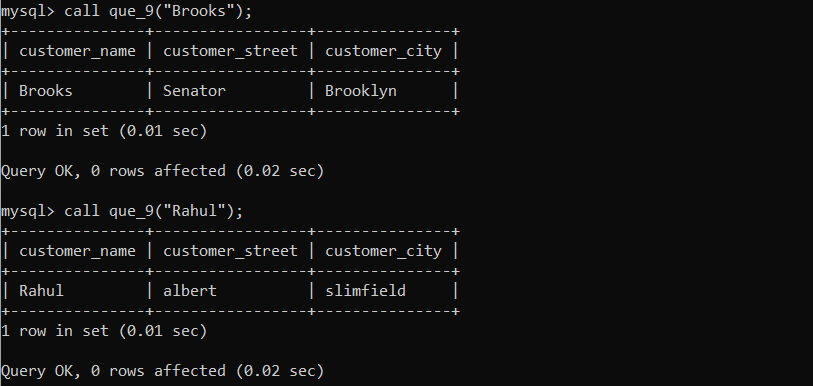 mysql> call que_9("Brooks");
+---------------+-----------------+---------------+
| customer_name | customer_street | customer_city |
+---------------+-----------------+---------------+
| Brooks        | Senator         | Brooklyn      |
+---------------+-----------------+---------------+
1 row in set (0.01 sec)
Query OK, 0 rows affected (0.02 sec)
mysql> call que_9("Rahul");
+---------------+-----------------+---------------+
| customer_name | customer_street | customer_city |
+---------------+-----------------+---------------+
| Rahul         | albert          | slimfield     |
+---------------+-----------------+---------------+
1 row in set (0.01 sec)
Query OK, 0 rows affected (0.02 sec)